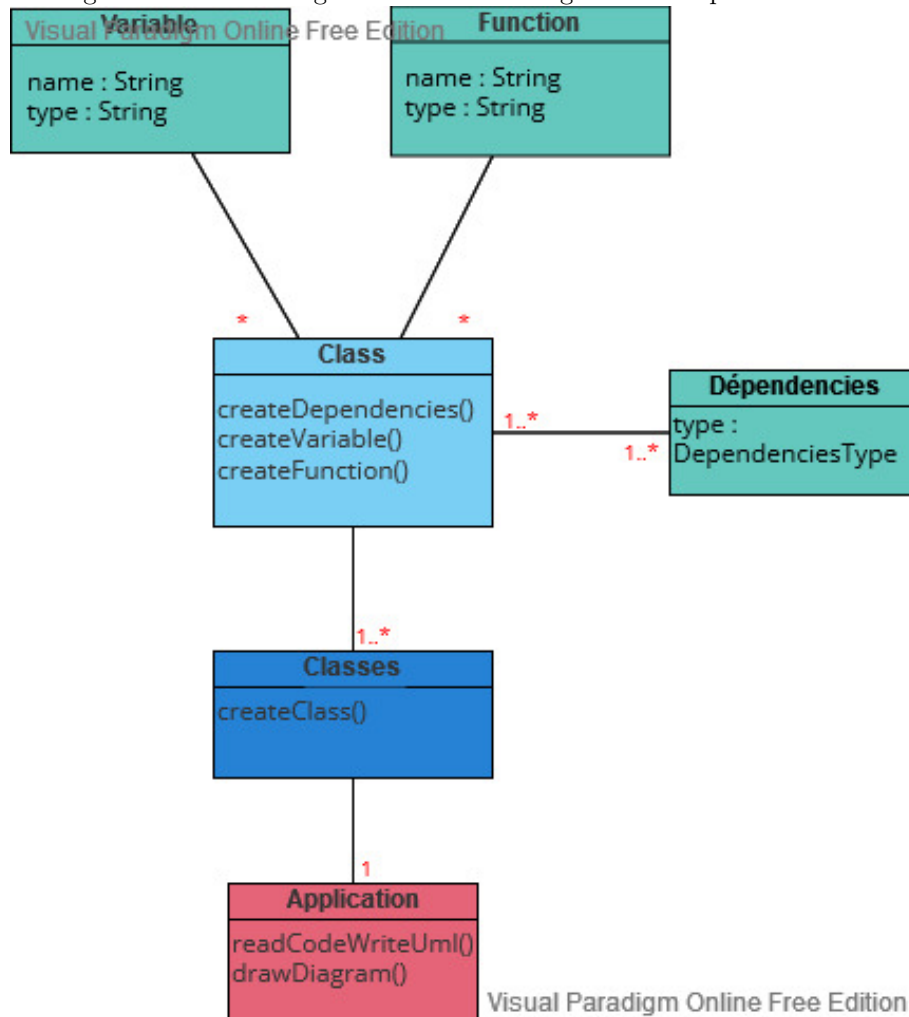 Visual Paradigm Online Free Edition
Variable
name : String
type : String
Function
name : String
type : String
*
*
Class
createDependencies()
createVariable()
createFunction()
1..*
1..*
Dépendencies
type :
DependenciesType
1..*
Classes
createClass()
1
Application
readCodeWriteUml()
drawDiagram()
Visual Paradigm Online Free Edition